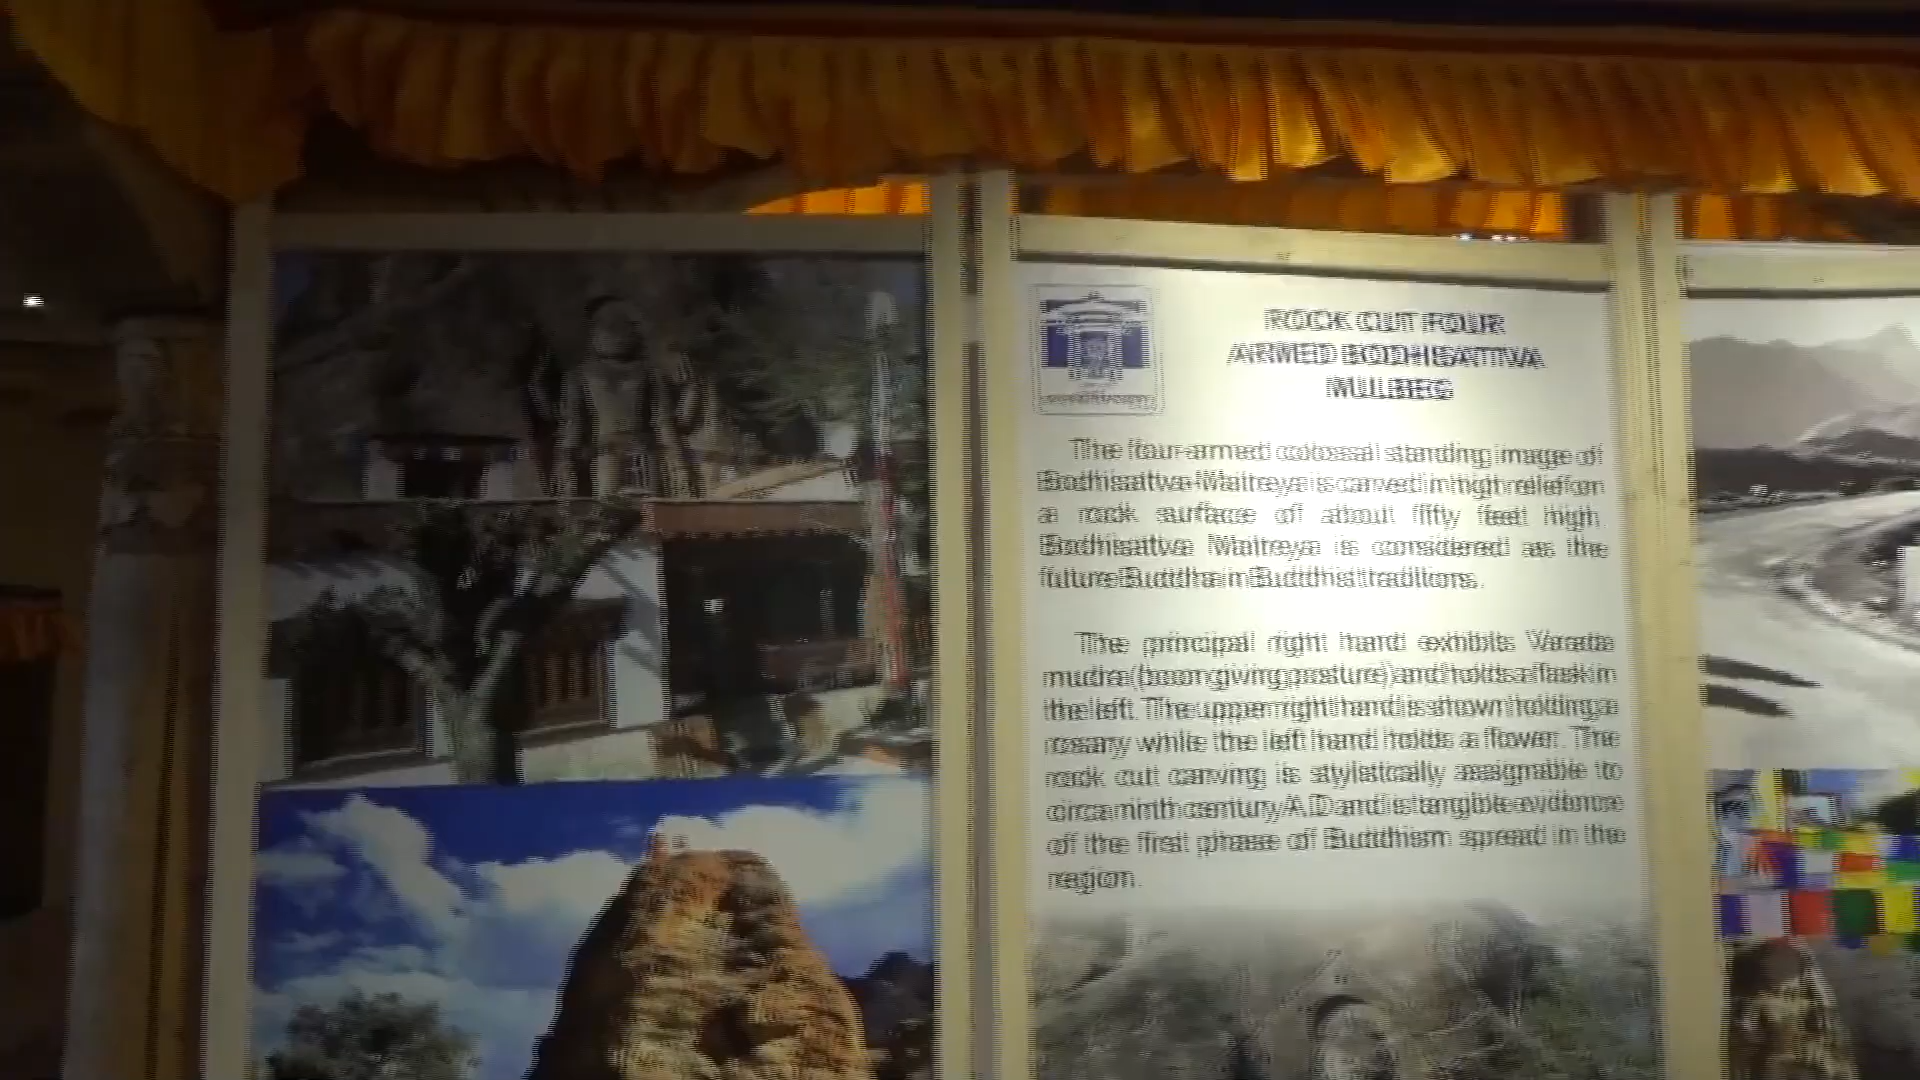 ROCK CUT FOUR
ARMED BODHISATTVA
MULBEG
The four-armed colossal standing image of
Bodhisattva-Maitreya is carved in high relief on
a rock surface of about fifty feet high.
Bodhisattva Maitreya is considered as the
future Buddha in Buddhist traditions.
The principal right hand exhibits Varada
mudra (boon giving posture) and holds a flask in
the left. The upper right hand is shown holding a
rosary while the left hand holds a flower. The
rock cut carving is stylistically assignable to
circa ninth century A.D and is tangible evidence
of the first phase of Buddhism spread in the
region.